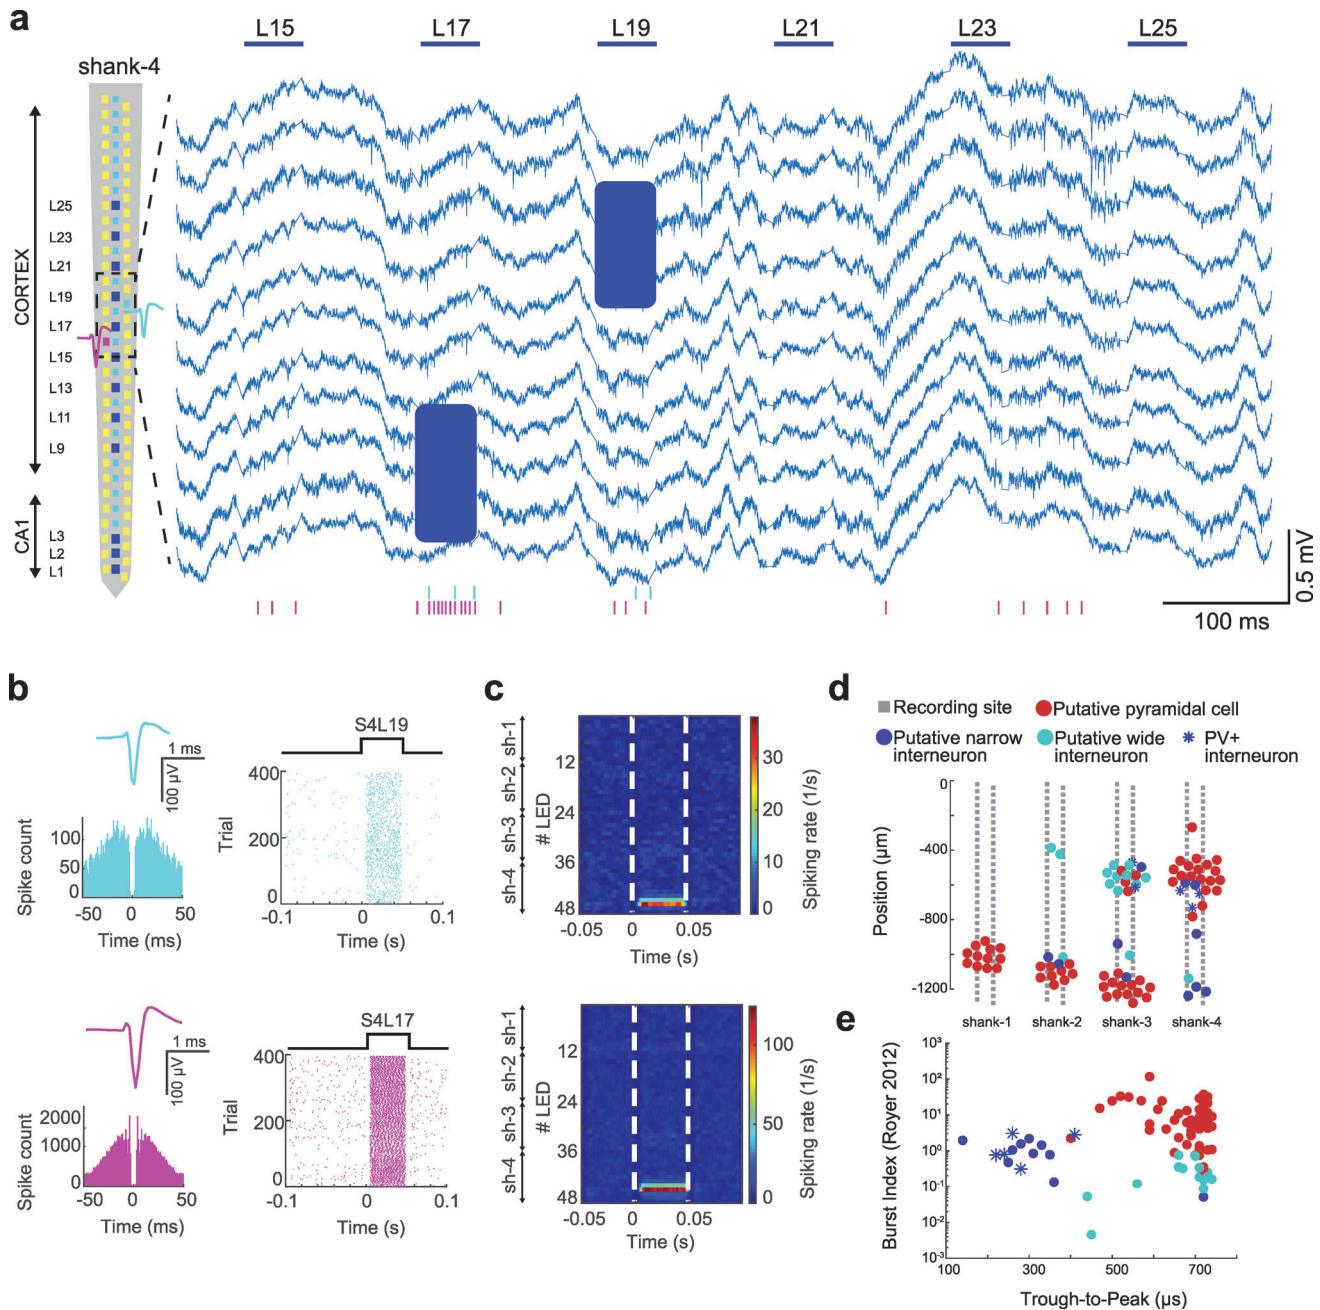 a
L15 L17 L19 L21 L23 L25
shank-4
CORTEX
L25
L23
L21
L19
L17
L15
L13
L11
L9
CA1
L3
L2
L1
0.5 mV
100 ms
b
1 ms
100 µV
Spike count
100
50
0
-50 0 50
Time (ms)
S4L19
Trial
400
200
0
-0.1 0 0.1
Time (s)
1 ms
100 µV
Spike count
2000
1200
0
-50 0 50
Time (ms)
S4L17
Trial
400
200
0
-0.1 0 0.1
Time (s)
c
sh-1
sh-2
sh-3
sh-4
# LED
12
24
36
48
-0.05 0 0.05
Time (s)
30
20
10
0
Spiking rate (1/s)
sh-1
sh-2
sh-3
sh-4
# LED
12
24
36
48
-0.05 0 0.05
Time (s)
100
50
0
Spiking rate (1/s)
d
Recording site
Putative pyramidal cell
Putative narrow
interneuron
Putative wide
interneuron
PV+
interneuron
Position (µm)
0
-400
-800
-1200
shank-1 shank-2 shank-3 shank-4
e
Burst Index (Royer 2012)
10³
10²
10¹
10⁰
10⁻¹
10⁻²
10⁻³
100 300 500 700
Trough-to-Peak (µs)